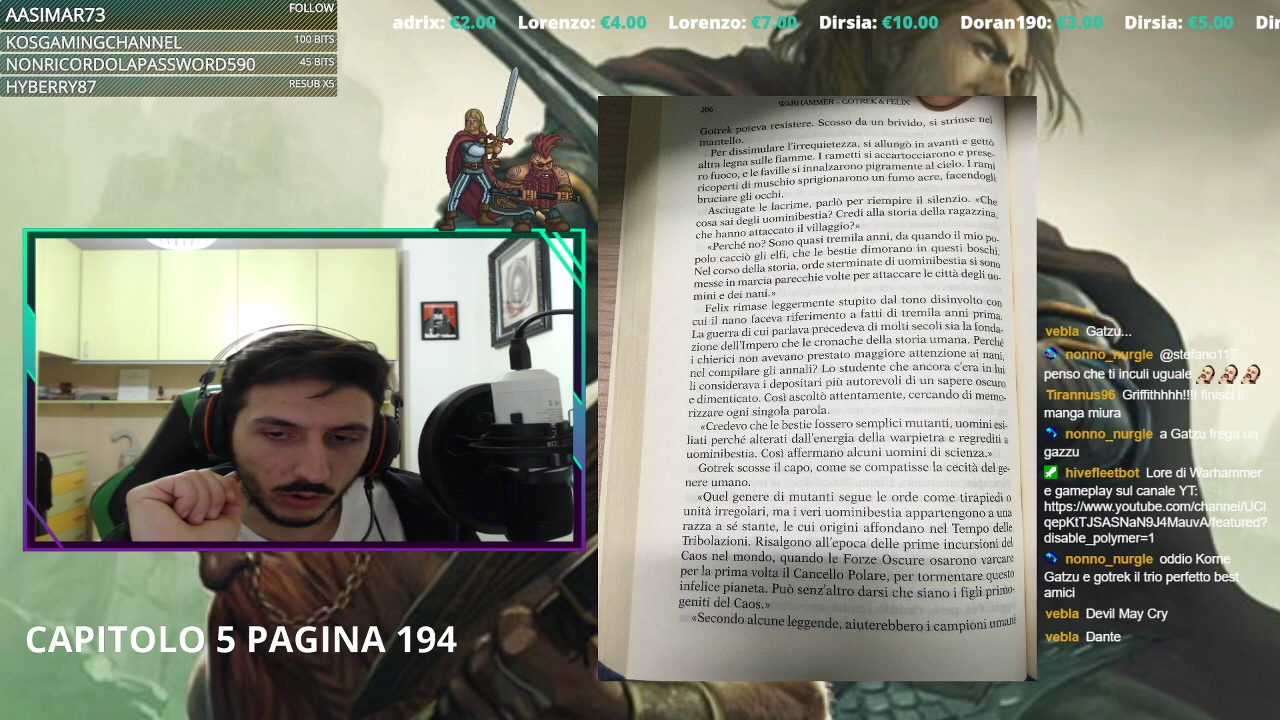 AASIMAR73 FOLLOW
KOSGAMINGCHANNEL 100 BITS
NONRICORDOLAPASSWORD590 45 BITS
HYBERRY87 RESUB X5
adrix: €2.00 Lorenzo: €4.00 Lorenzo: €7.00 Dirsia: €10.00 Doran190: €3.00 Dirsia: €5.00 Dir
206 WARHAMMER - GOTREK & FELIX
Gotrek poteva resistere. Scosso da un brivido, si strinse nel
mantello.
Per dissimulare l'irrequietezza, si allungò in avanti e gettò
altra legna sulle fiamme. I rametti si accartocciarono e prese-
ro fuoco, e le faville si innalzarono pigramente al cielo. I rami
ricoperti di muschio sprigionarono un fumo acre, facendogli
bruciare gli occhi.
Asciugate le lacrime, parlò per riempire il silenzio. «Che
cosa sai degli uominibestia? Credi alla storia della ragazzina,
che hanno attaccato il villaggio?»
«Perché no? Sono quasi tremila anni, da quando il mio po-
polo cacciò gli elfi, che le bestie dimorano in questi boschi.
Nel corso della storia, orde sterminate di uominibestia si sono
messe in marcia parecchie volte per attaccare le città degli uo-
mini e dei nani.»
Felix rimase leggermente stupito dal tono disinvolto con
cui il nano faceva riferimento a fatti di tremila anni prima.
La guerra di cui parlava precedeva di molti secoli sia la fonda-
zione dell'Impero che le cronache della storia umana. Perché
i chierici non avevano prestato maggiore attenzione ai nani,
nel compilare gli annali? Lo studente che ancora c'era in lui
li considerava i depositari più autorevoli di un sapere oscuro
e dimenticato. Così ascoltò attentamente, cercando di memo-
rizzare ogni singola parola.
«Credevo che le bestie fossero semplici mutanti, uomini esi-
liati perché alterati dall'energia della warpietra e regrediti a
uominibestia. Così affermano alcuni uomini di scienza.»
Gotrek scosse il capo, come se compatisse la cecità del ge-
nere umano.
«Quel genere di mutanti segue le orde come tirapiedi o
unità irregolari, ma i veri uominibestia appartengono a una
razza a sé stante, le cui origini affondano nel Tempo delle
Tribolazioni. Risalgono all'epoca delle prime incursioni del
Caos nel mondo, quando le Forze Oscure osarono varcare
per la prima volta il Cancello Polare, per tormentare questo
infelice pianeta. Può senz'altro darsi che siano i figli primo-
geniti del Caos.»
«Secondo alcune leggende, aiuterebbero i campioni umani
vebla Gatzu...
nonno_nurgle @stefano117
penso che ti inculi uguale
Tirannus96 Griffithhhh!!!! finisci il
manga miura
nonno_nurgle a Gatzu frega un
gazzu
hivefleetbot Lore di Warhammer
e gameplay sul canale YT:
https://www.youtube.com/channel/UCl
qepKtTJSASNaN9J4MauvA/featured?
disable_polymer=1
nonno_nurgle oddio Korne
Gatzu e gotrek il trio perfetto best
amici
vebla Devil May Cry
vebla Dante
CAPITOLO 5 PAGINA 194